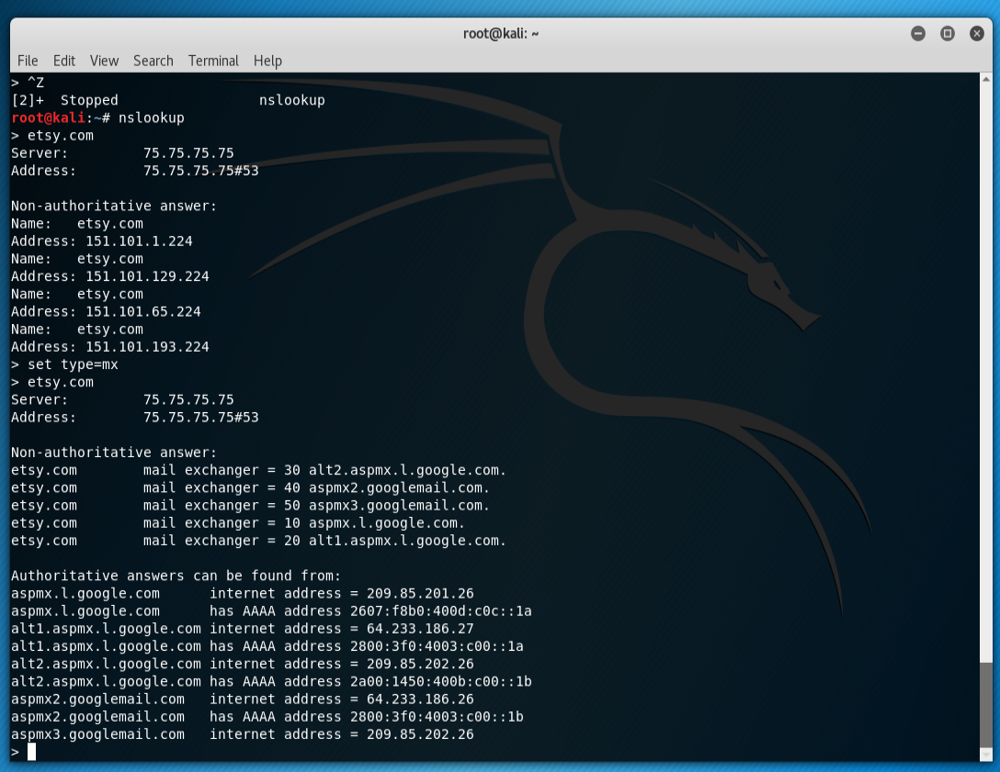 root@kali: ~
File Edit View Search Terminal Help
> ^Z
[2]+  Stopped                 nslookup
root@kali:~# nslookup
> etsy.com
Server:         75.75.75.75
Address:        75.75.75.75#53

Non-authoritative answer:
Name:   etsy.com
Address: 151.101.1.224
Name:   etsy.com
Address: 151.101.129.224
Name:   etsy.com
Address: 151.101.65.224
Name:   etsy.com
Address: 151.101.193.224
> set type=mx
> etsy.com
Server:         75.75.75.75
Address:        75.75.75.75#53

Non-authoritative answer:
etsy.com        mail exchanger = 30 alt2.aspmx.l.google.com.
etsy.com        mail exchanger = 40 aspmx2.googlemail.com.
etsy.com        mail exchanger = 50 aspmx3.googlemail.com.
etsy.com        mail exchanger = 10 aspmx.l.google.com.
etsy.com        mail exchanger = 20 alt1.aspmx.l.google.com.

Authoritative answers can be found from:
aspmx.l.google.com      internet address = 209.85.201.26
aspmx.l.google.com      has AAAA address 2607:f8b0:400d:c0c::1a
alt1.aspmx.l.google.com internet address = 64.233.186.27
alt1.aspmx.l.google.com has AAAA address 2800:3f0:4003:c00::1a
alt2.aspmx.l.google.com internet address = 209.85.202.26
alt2.aspmx.l.google.com has AAAA address 2a00:1450:400b:c00::1b
aspmx2.googlemail.com   internet address = 64.233.186.26
aspmx2.googlemail.com   has AAAA address 2800:3f0:4003:c00::1b
aspmx3.googlemail.com   internet address = 209.85.202.26
>